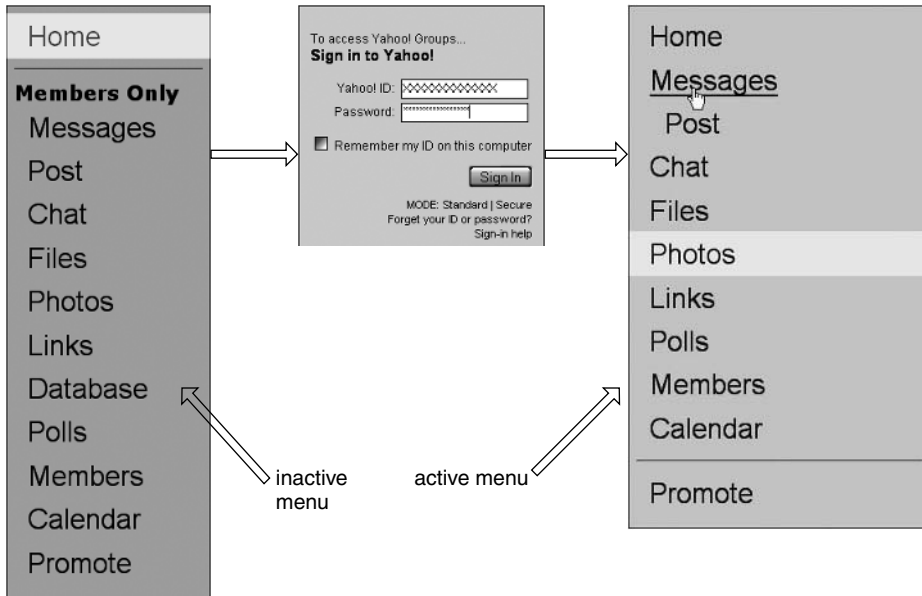 Home
Members Only
Messages
Post
Chat
Files
Photos
Links
Database
Polls
Members
Calendar
Promote
inactive
menu
To access Yahoo! Groups...
Sign in to Yahoo!
Yahoo! ID: XXXXXXXXXXXXX
Password:
Remember my ID on this computer
Sign In
MODE: Standard | Secure
Forget your ID or password?
Sign-in help
active menu
Home
Messages
Post
Chat
Files
Photos
Links
Polls
Members
Calendar
Promote